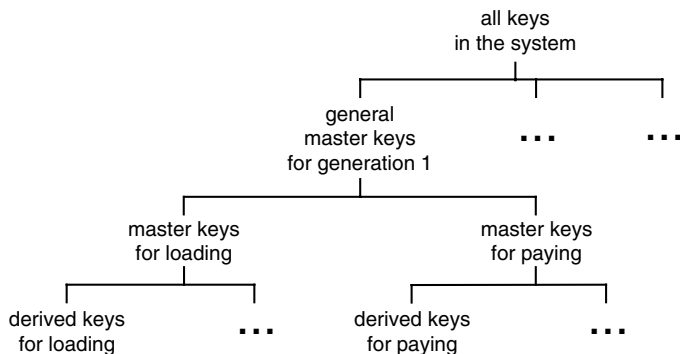 all keys
in the system
general
master keys
for generation 1
...
...
master keys
for loading
master keys
for paying
derived keys
for loading
...
derived keys
for paying
...